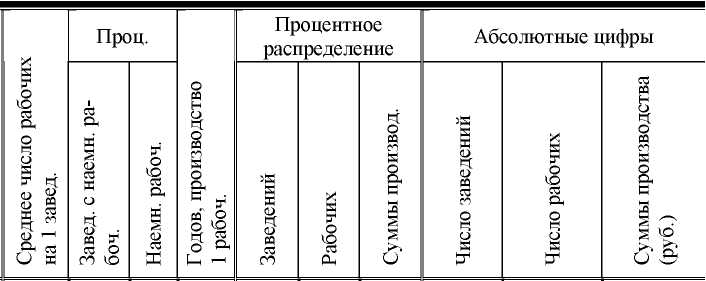 Среднее число рабочих
на 1 завед.
Проц.
Завед. с наемн. ра-
боч.
Наемн. рабоч.
Годов, производство
1 рабоч.
Процентное
распределение
Заведений
Рабочих
Суммы производ.
Абсолютные цифры
Число заведений
Число рабочих
Суммы производства
(руб.)